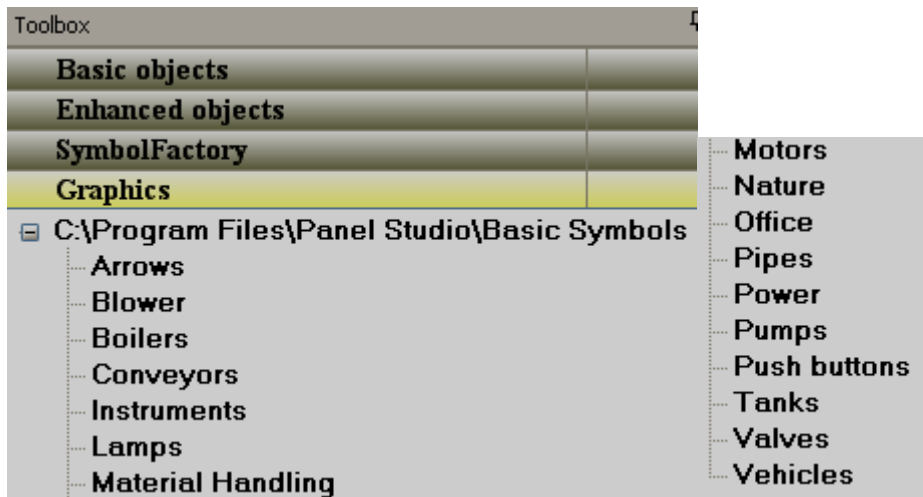 Toolbox
Basic objects
Enhanced objects
SymbolFactory
Graphics
C:\Program Files\Panel Studio\Basic Symbols
Arrows
Blower
Boilers
Conveyors
Instruments
Lamps
Material Handling
Motors
Nature
Office
Pipes
Power
Pumps
Push buttons
Tanks
Valves
Vehicles